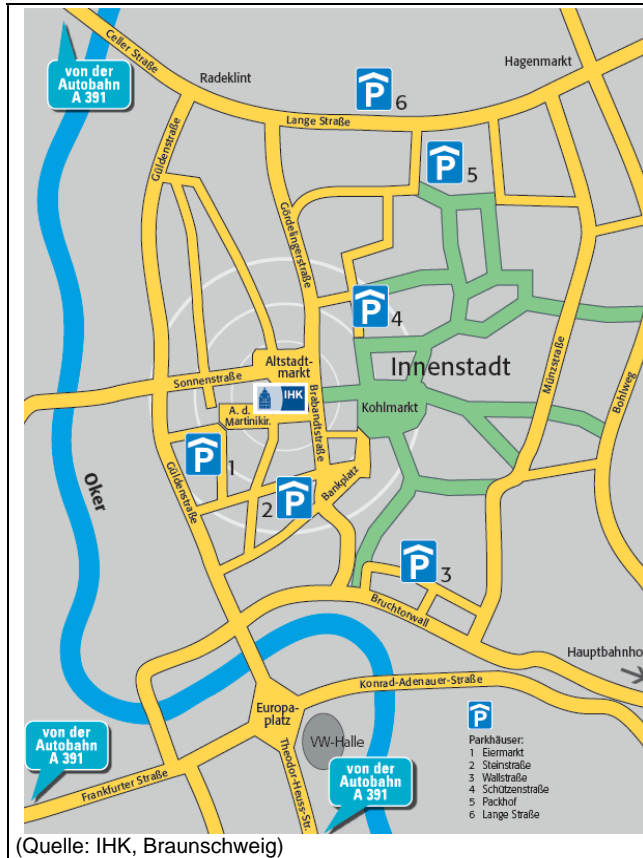 Celler Straße
von der
Autobahn
A 391
Radeklint
Hagenmarkt
P
6
Lange Straße
P
5
Güldenstraße
Gördelingerstraße
P
4
Innenstadt
Altstadt-
markt
Sonnenstraße
IHK
A. d.
Martinikir.
Brabandtstraße
Kohlmarkt
Münzstraße
Bohlweg
P
1
Oker
Güldenstraße
2
P
Bankplatz
P
3
Bruchtorwall
Hauptbahnho
Konrad-Adenauer-Straße
Europa-
platz
VW-Halle
Theodor-Heuss-Str.
von der
Autobahn
A 391
Frankfurter Straße
von der
Autobahn
A 391
P
Parkhäuser:
1 Eiermarkt
2 Steinstraße
3 Wallstraße
4 Schützenstraße
5 Packhof
6 Lange Straße
(Quelle: IHK, Braunschweig)